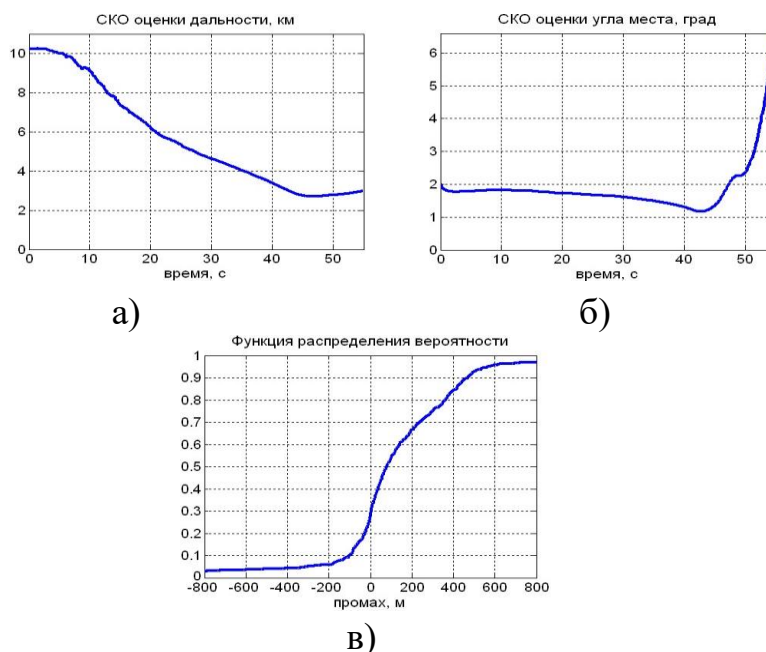 СКО оценки дальности, км
10
8
6
4
2
0
0 10 20 30 40 50
время, с
а)
СКО оценки угла места, град
6
5
4
3
2
1
0
0 10 20 30 40 50
время, с
б)
Функция распределения вероятности
1
0.9
0.8
0.7
0.6
0.5
0.4
0.3
0.2
0.1
0
-800 -600 -400 -200 0 200 400 600 800
промах, м
в)